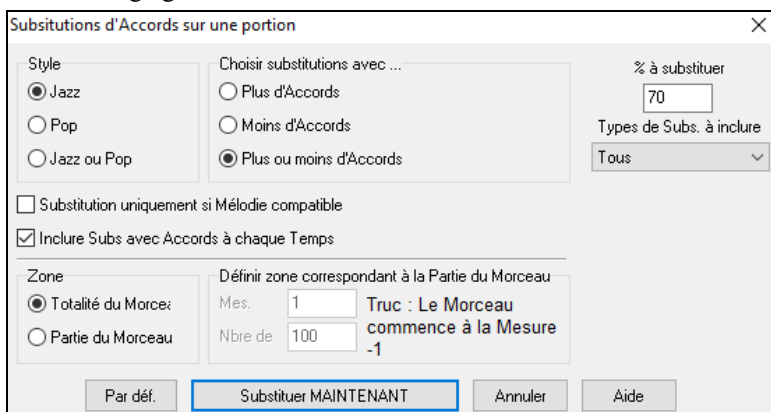 Subsitutions d'Accords sur une portion
Style
Jazz
Pop
Jazz ou Pop
Choisir substitutions avec ...
Plus d'Accords
Moins d'Accords
Plus ou moins d'Accords
% à substituer
70
Types de Subs. à inclure
Tous
Substitution uniquement si Mélodie compatible
Inclure Subs avec Accords à chaque Temps
Zone
Totalité du Morcea
Partie du Morceau
Définir zone correspondant à la Partie du Morceau
Mes. 1
Nbre de 100
Truc : Le Morceau
commence à la Mesure
-1
Par déf. Substituer MAINTENANT Annuler Aide